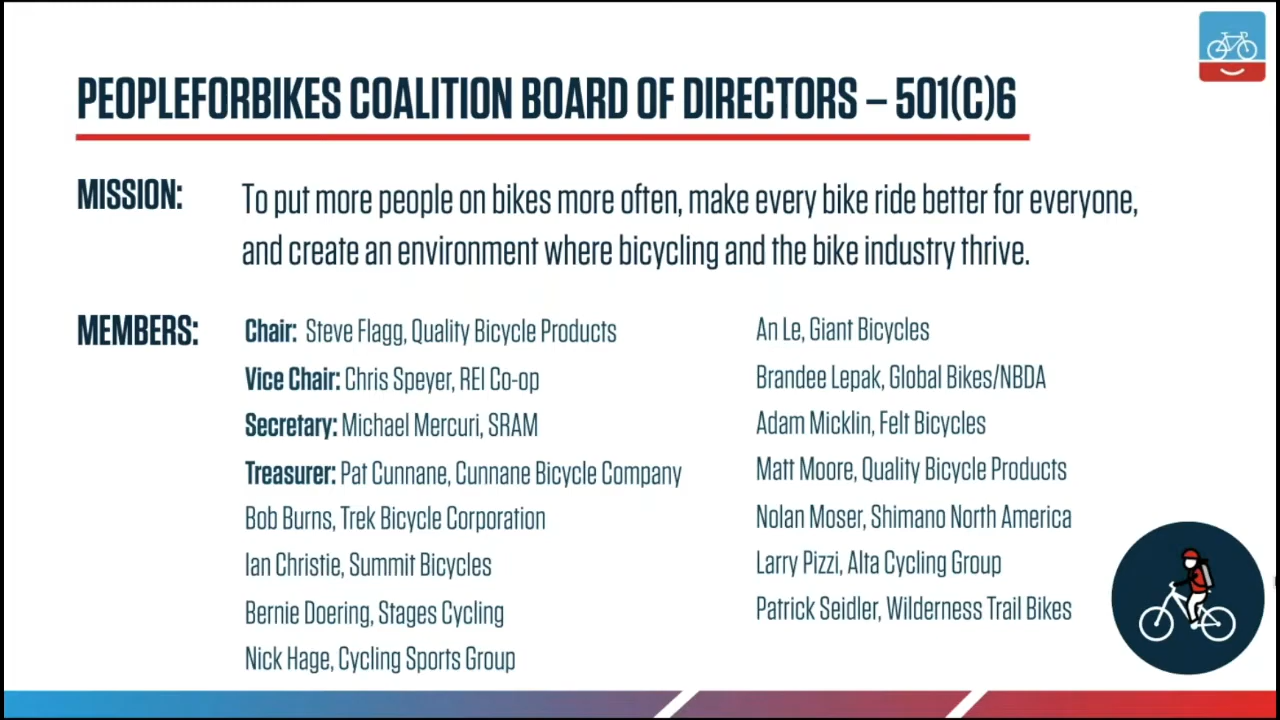 PEOPLEFORBIKES COALITION BOARD OF DIRECTORS – 501(C)6
MISSION:
To put more people on bikes more often, make every bike ride better for everyone,
and create an environment where bicycling and the bike industry thrive.
MEMBERS:
Chair: Steve Flagg, Quality Bicycle Products
Vice Chair: Chris Speyer, REI Co-op
Secretary: Michael Mercuri, SRAM
Treasurer: Pat Cunnane, Cunnane Bicycle Company
Bob Burns, Trek Bicycle Corporation
Ian Christie, Summit Bicycles
Bernie Doering, Stages Cycling
Nick Hage, Cycling Sports Group
An Le, Giant Bicycles
Brandee Lepak, Global Bikes/NBDA
Adam Micklin, Felt Bicycles
Matt Moore, Quality Bicycle Products
Nolan Moser, Shimano North America
Larry Pizzi, Alta Cycling Group
Patrick Seidler, Wilderness Trail Bikes